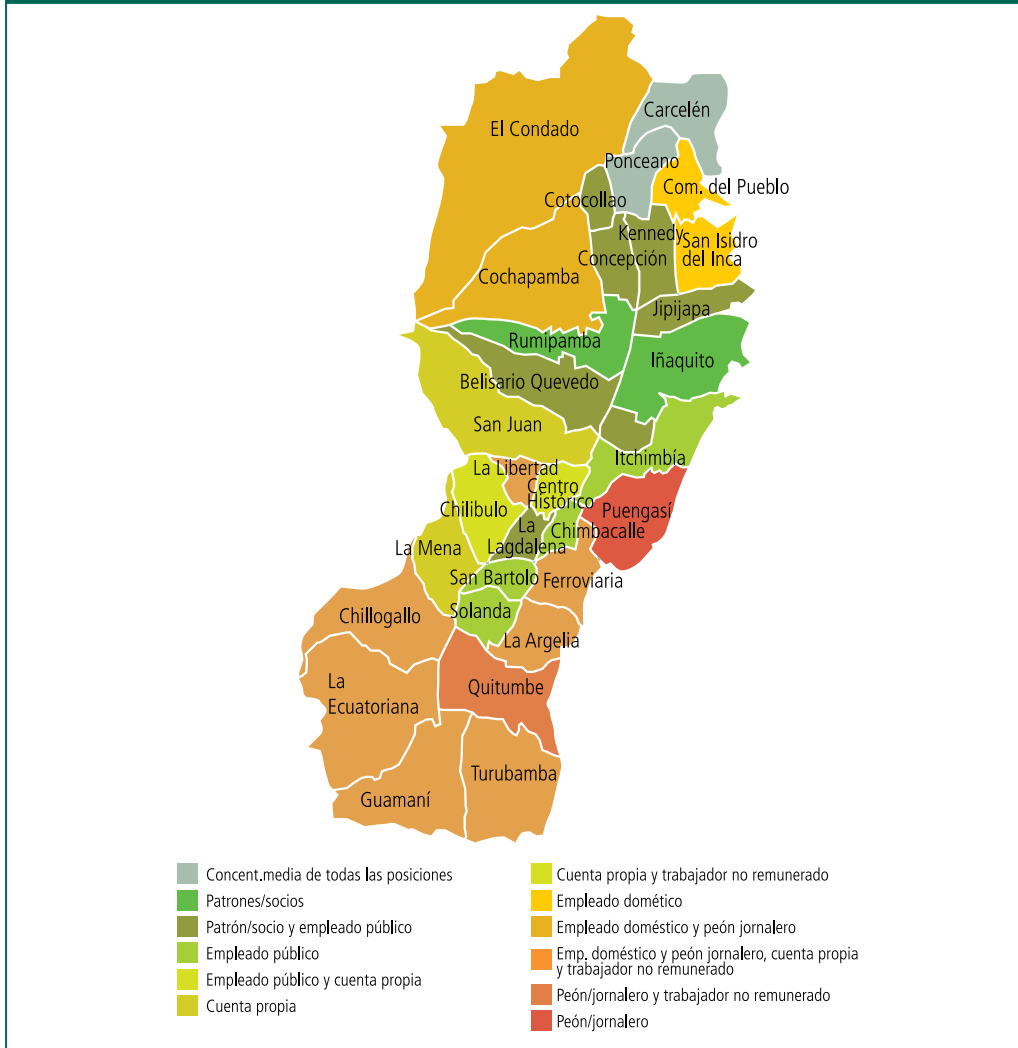 Carcelén
El Condado
Ponceano
Com. del Pueblo
Cotocollao
Kennedy
San Isidro
del Inca
Concepción
Cochapamba
Jipijapa
Rumipamba
Iñaquito
Belisario Quevedo
San Juan
Itchimbía
La Libertad
Centro
Histórico
Chilibulo
Puengasí
La
Lagdalena
Chimbacalle
La Mena
San Bartolo
Ferroviaria
Solanda
Chillogallo
La Argelia
La
Ecuatoriana
Quitumbe
Turubamba
Guamaní
Concent.media de todas las posiciones
Patrones/socios
Patrón/socio y empleado público
Empleado público
Empleado público y cuenta propia
Cuenta propia
Cuenta propia y trabajador no remunerado
Empleado domético
Empleado doméstico y peón jornalero
Emp. doméstico y peón jornalero, cuenta propia
y trabajador no remunerado
Peón/jornalero y trabajador no remunerado
Peón/jornalero